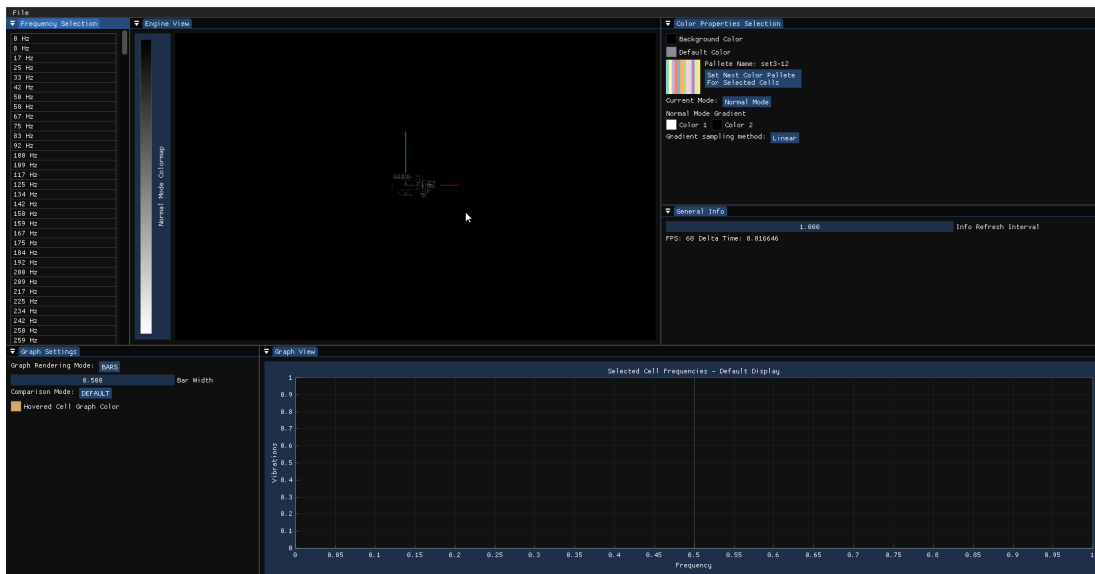 File
Frequency Selection
0 Hz
8 Hz
17 Hz
25 Hz
33 Hz
42 Hz
50 Hz
58 Hz
67 Hz
75 Hz
83 Hz
92 Hz
100 Hz
109 Hz
117 Hz
125 Hz
134 Hz
142 Hz
150 Hz
159 Hz
167 Hz
175 Hz
184 Hz
192 Hz
200 Hz
209 Hz
217 Hz
225 Hz
234 Hz
242 Hz
250 Hz
259 Hz
Engine View
Normal Mode Colormap
Color Properties Selection
Background Color
Default Color
Pallete Name: set3-12
Set Next Color Pallete
For Selected Cells
Current Mode: Normal Mode
Normal Mode Gradient
Color 1 Color 2
Gradient sampling method: Linear
General Info
1.000 Info Refresh Interval
FPS: 60 Delta Time: 0.016646
Graph Settings
Graph Rendering Mode: BARS
0.500 Bar Width
Comparison Mode: DEFAULT
Hovered Cell Graph Color
Graph View
Selected Cell Frequencies - Default Display
1
0.9
0.8
0.7
0.6
0.5
0.4
0.3
0.2
0.1
0
Vibrations
0 0.05 0.1 0.15 0.2 0.25 0.3 0.35 0.4 0.45 0.5 0.55 0.6 0.65 0.7 0.75 0.8 0.85 0.9 0.95 1
Frequency